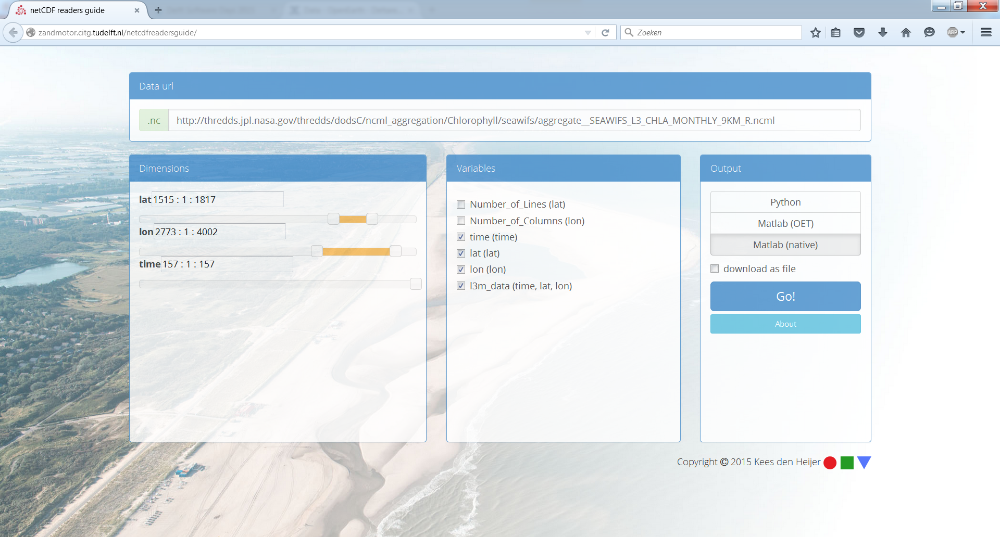 netCDF readers guide
zandmotor.citg.tudelft.nl/netcdfreadersguide/
Zoeken
ABP
Data url
.nc
http://thredds.jpl.nasa.gov/thredds/dodsC/ncml_aggregation/Chlorophyll/seawifs/aggregate__SEAWIFS_L3_CHLA_MONTHLY_9KM_R.ncml
Dimensions
lat 1515 : 1 : 1817
lon 2773 : 1 : 4002
time 157 : 1 : 157
Variables
Number_of_Lines (lat)
Number_of_Columns (lon)
time (time)
lat (lat)
lon (lon)
l3m_data (time, lat, lon)
Output
Python
Matlab (OET)
Matlab (native)
download as file
Go!
About
Copyright © 2015 Kees den Heijer